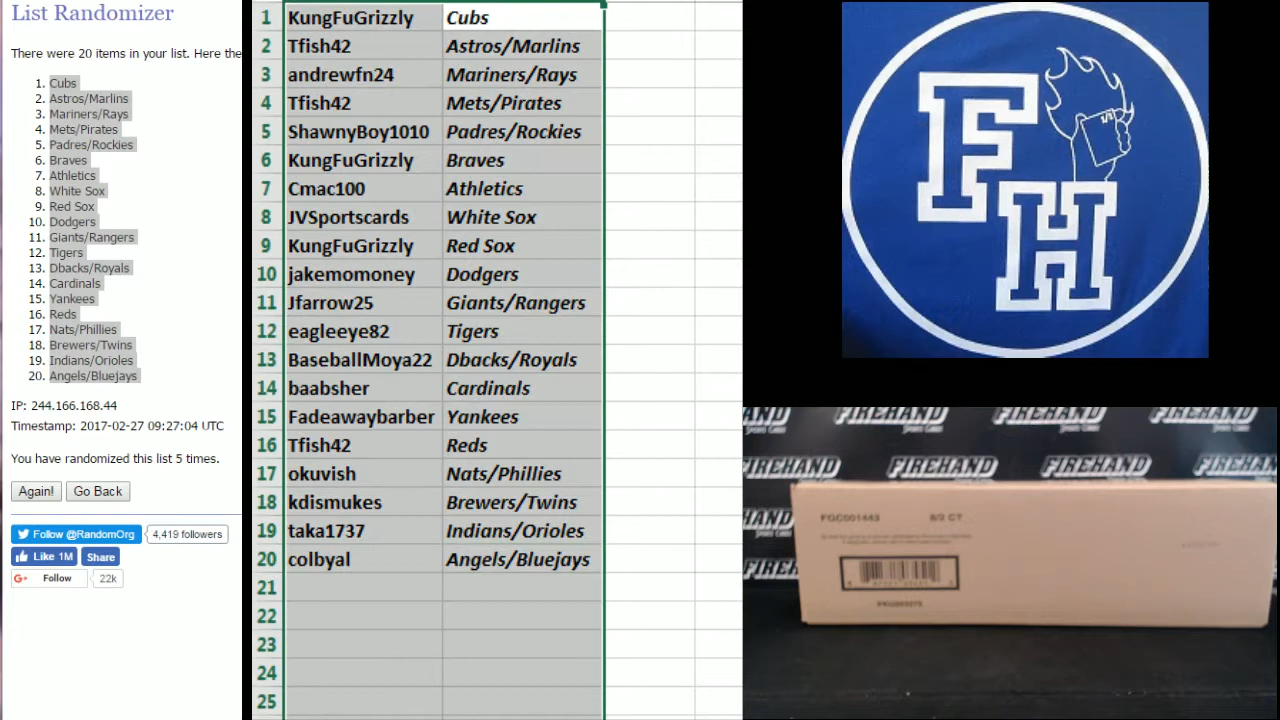 List Randomizer
There were 20 items in your list. Here the
1. Cubs
2. Astros/Marlins
3. Mariners/Rays
4. Mets/Pirates
5. Padres/Rockies
6. Braves
7. Athletics
8. White Sox
9. Red Sox
10. Dodgers
11. Giants/Rangers
12. Tigers
13. Dbacks/Royals
14. Cardinals
15. Yankees
16. Reds
17. Nats/Phillies
18. Brewers/Twins
19. Indians/Orioles
20. Angels/Bluejays
IP: 244.166.168.44
Timestamp: 2017-02-27 09:27:04 UTC
You have randomized this list 5 times.
Again! Go Back
Follow @RandomOrg 4,419 followers
Like 1M Share
G+ Follow 22k
1 KungFuGrizzly Cubs
2 Tfish42 Astros/Marlins
3 andrewfn24 Mariners/Rays
4 Tfish42 Mets/Pirates
5 ShawnyBoy1010 Padres/Rockies
6 KungFuGrizzly Braves
7 Cmac100 Athletics
8 JVSportscards White Sox
9 KungFuGrizzly Red Sox
10 jakemomoney Dodgers
11 Jfarrow25 Giants/Rangers
12 eagleeye82 Tigers
13 BaseballMoya22 Dbacks/Royals
14 baabsher Cardinals
15 Fadeawaybarber Yankees
16 Tfish42 Reds
17 okuvish Nats/Phillies
18 kdismukes Brewers/Twins
19 taka1737 Indians/Orioles
20 colbyal Angels/Bluejays
21
22
23
24
25
F H
1/1
FIREHAND
FIREHAND
FIREHAND
FIREHAND
FGC001443